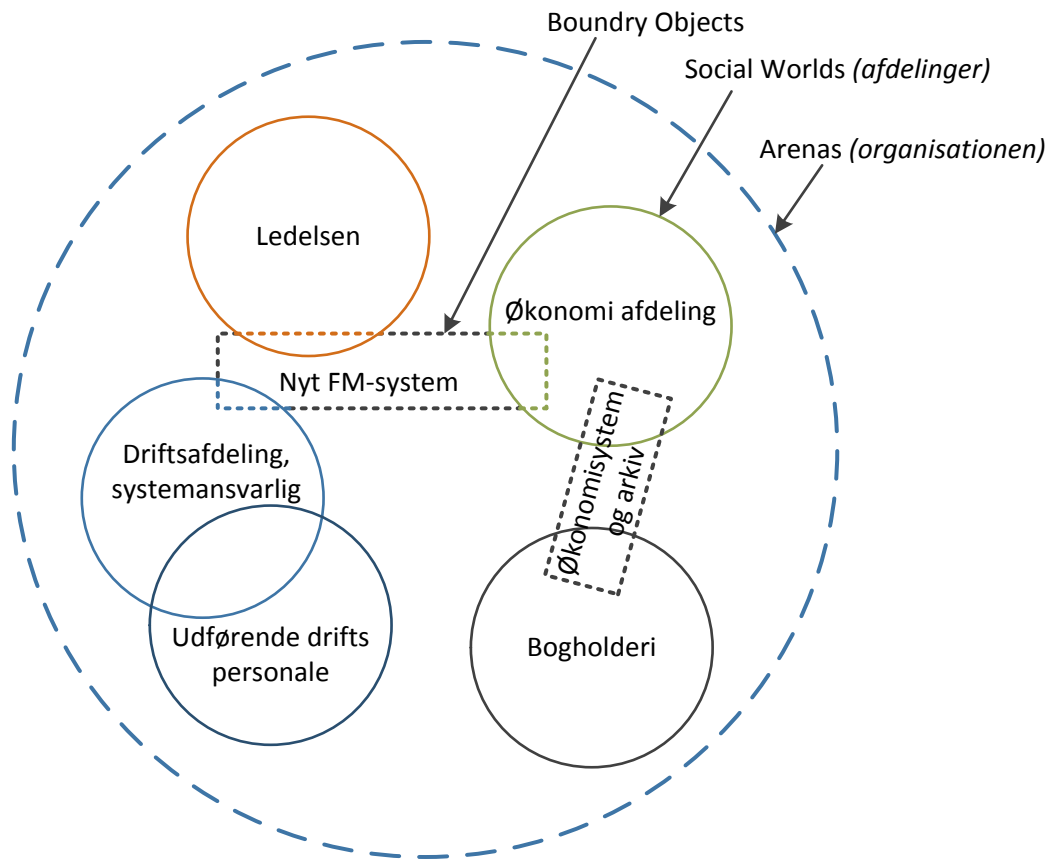 Boundry Objects
Social Worlds (afdelinger)
Arenas (organisationen)
Ledelsen
Økonomi afdeling
Nyt FM-system
Driftsafdeling,
systemansvarlig
Økonomisystem
og arkiv
Udførende drifts
personale
Bogholderi